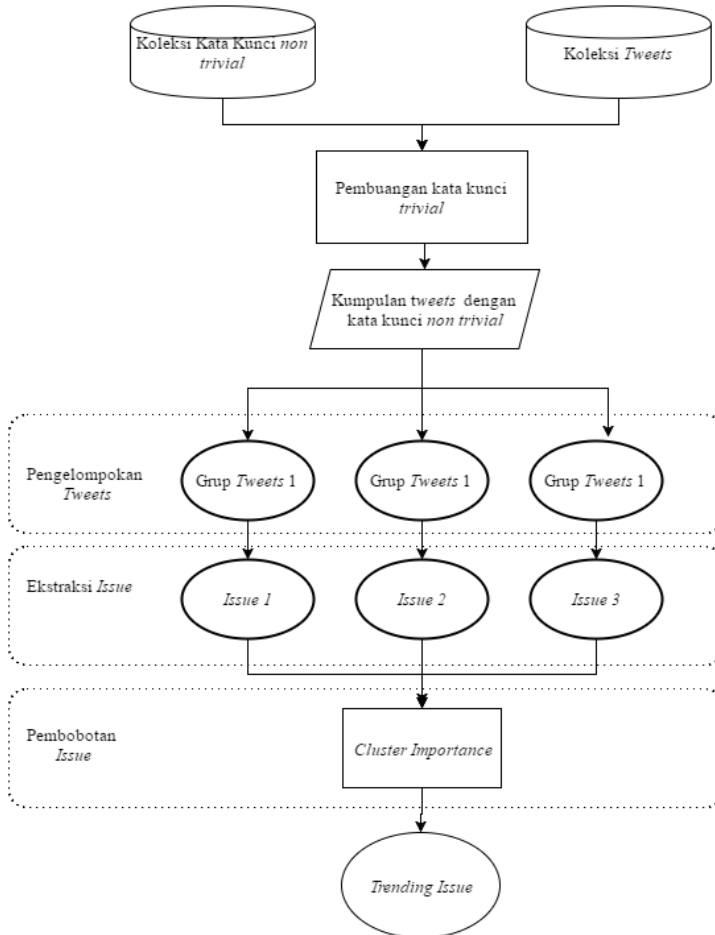 Koleksi Kata Kunci non
trivial
Koleksi Tweets
Pembuangan kata kunci
trivial
Kumpulan tweets dengan
kata kunci non trivial
Pengelompokan
Tweets
Grup Tweets 1
Grup Tweets 1
Grup Tweets 1
Ekstraksi Issue
Issue 1
Issue 2
Issue 3
Pembobotan
Issue
Cluster Importance
Trending Issue